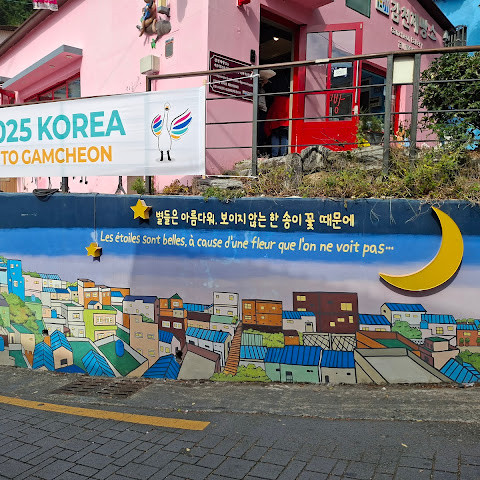 025 KOREA
TO GAMCHEON
별들은 아름다워, 보이지 않는 한 송이 꽃 때문에
Les étoiles sont belles, à cause d'une fleur que l'on ne voit pas...